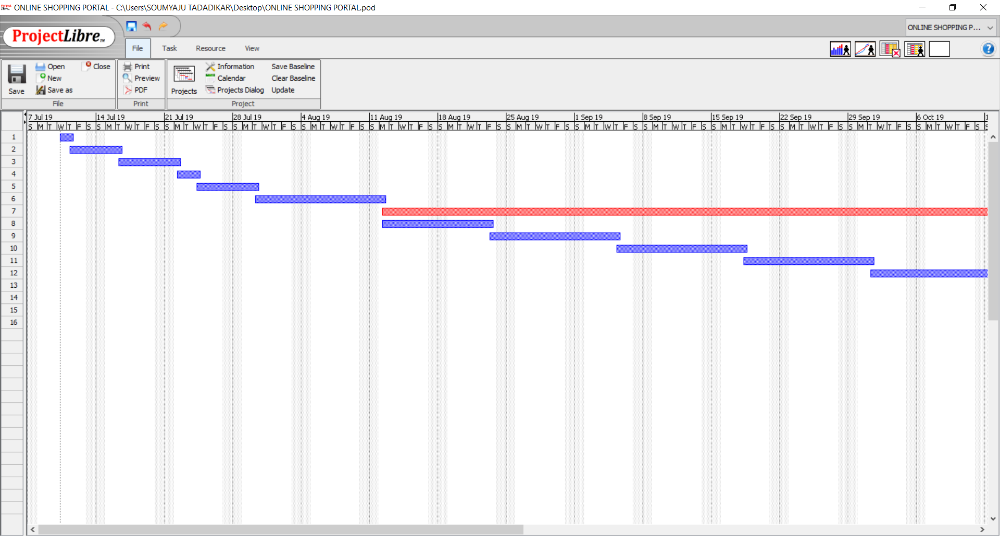 ONLINE SHOPPING PORTAL - C:\Users\SOUMYAJU TADADIKAR\Desktop\ONLINE SHOPPING PORTAL.pod
ProjectLibre TM
ONLINE SHOPPING P...
File Task Resource View
Save
Open
New
Save as
Close
File
Print
Preview
PDF
Print
Projects
Information
Calendar
Projects Dialog
Save Baseline
Clear Baseline
Update
Project
7 Jul 19 14 Jul 19 21 Jul 19 28 Jul 19 4 Aug 19 11 Aug 19 18 Aug 19 25 Aug 19 1 Sep 19 8 Sep 19 15 Sep 19 22 Sep 19 29 Sep 19 6 Oct 19 1
S M T W T F S S M T W T F S S M T W T F S S M T W T F S S M T W T F S S M T W T F S S M T W T F S S M T W T F S S M T W T F S S M T W T F S S M T W T F S S M T W T F S S M T W T F S S M T W T F S S
1
2
3
4
5
6
7
8
9
10
11
12
13
14
15
16